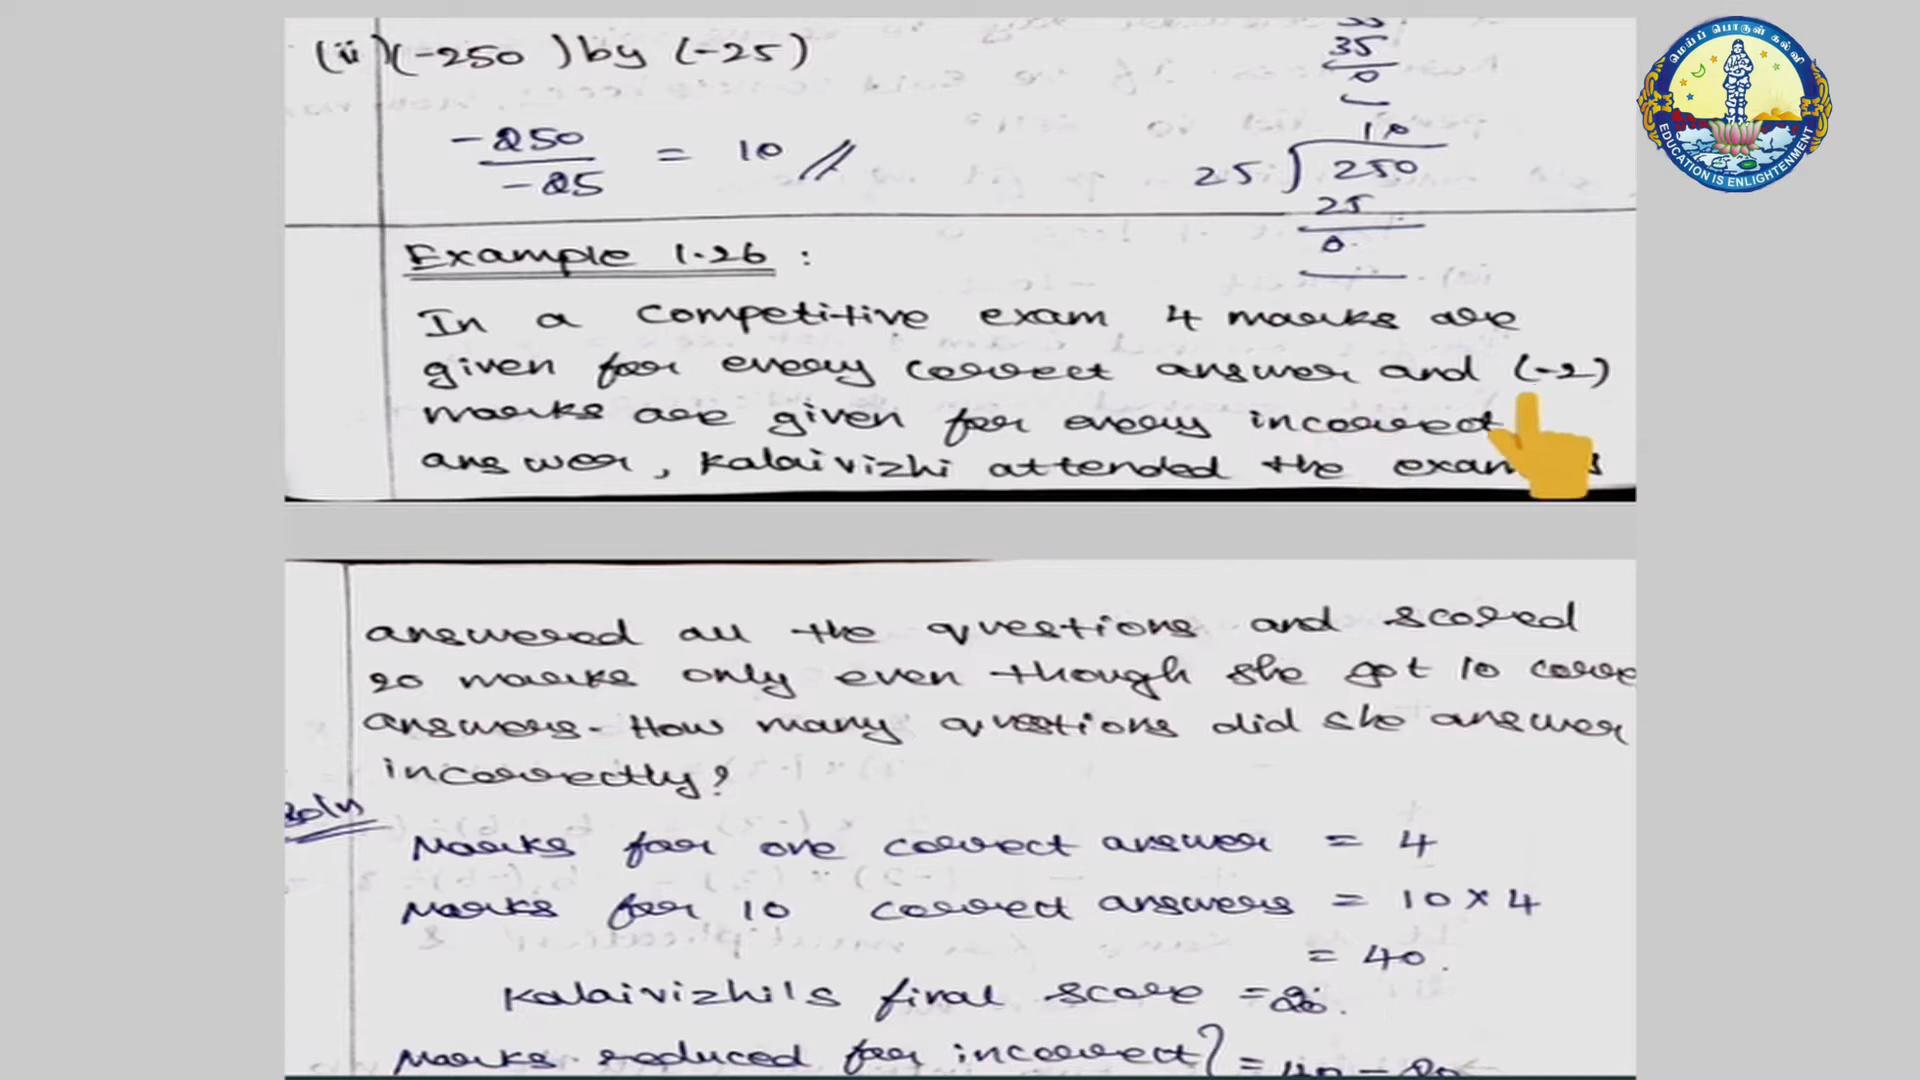 35
0
(ii) (-250) by (-25)
-250
-25
= 10 //
10
25 ) 250
25
0
Example 1.26 :
In a competitive exam 4 marks are
given for every correct answer and (-2)
marks are given for every incorrect
answer, Kalaivizhi attended the exam
answered all the questions and scored
20 marks only even though she got 10 corre
answers. How many questions did she answer
incorrectly?
Soln
Marks for one correct answer = 4
Marks for 10 correct answers = 10 × 4
= 40.
Kalaivizhi's final score = 20.
Marks reduced for incorrect } = 40 - 20
மெய்ப் பொருள் கல்வி
EDUCATION IS ENLIGHTENMENT